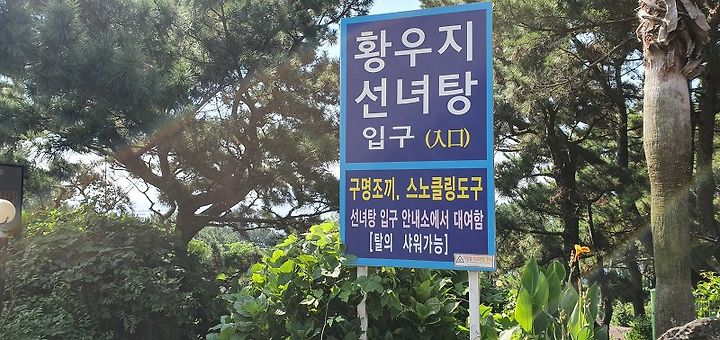 황우지
선녀탕
입구 (入口)
구명조끼. 스노클링도구
선녀탕 입구 안내소에서 대여함
[탈의 샤워가능]